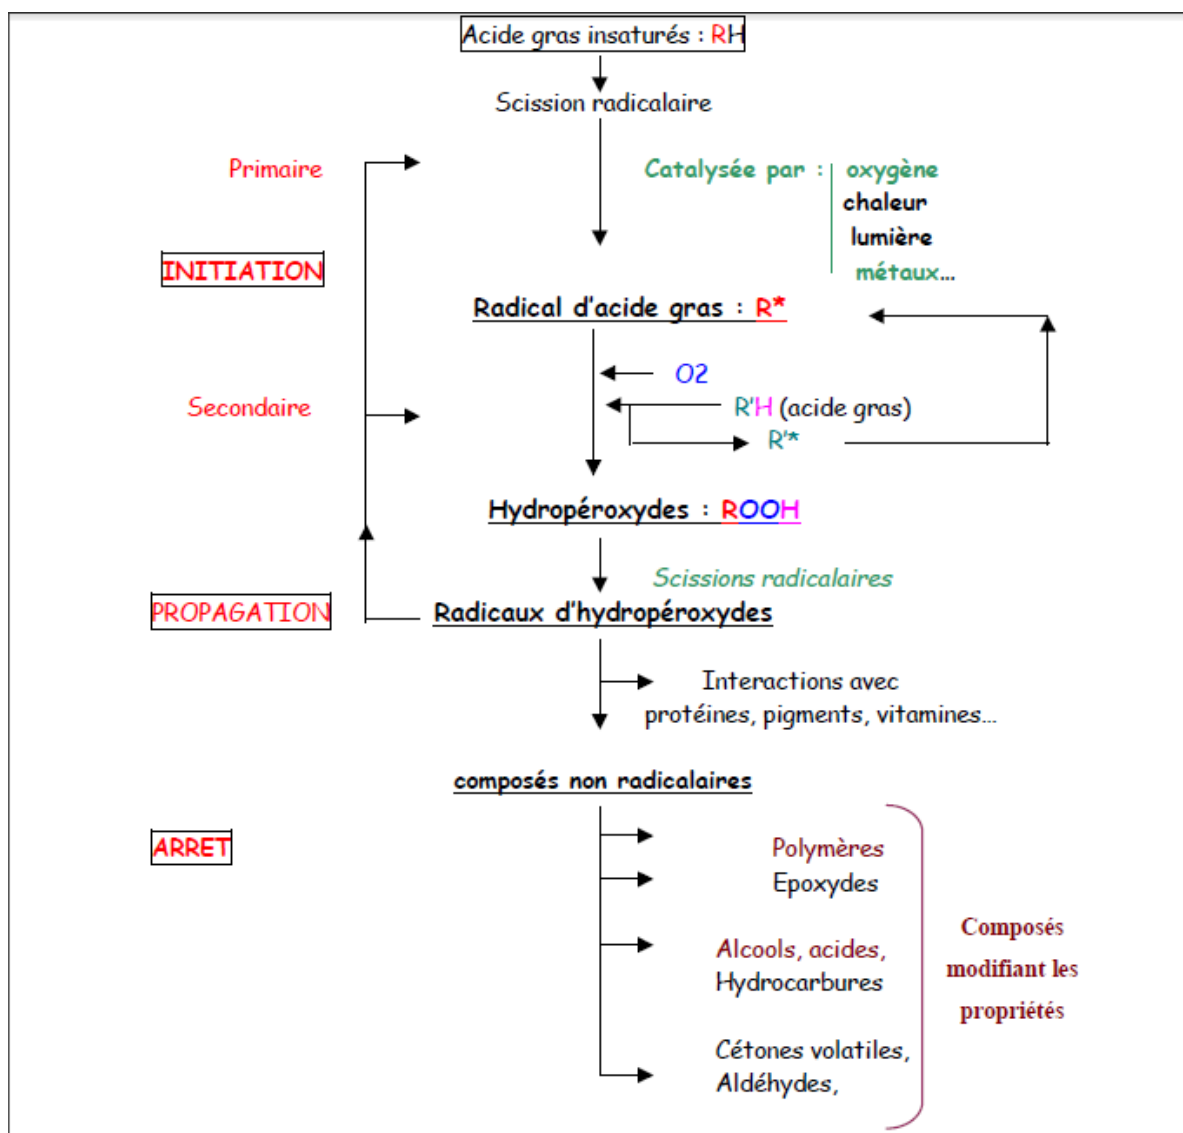 Acide gras insaturés : RH
Scission radicalaire
Primaire
Catalysée par : oxygène
chaleur
lumière
INITIATION
métaux...
Radical d'acide gras : R*
O2
Secondaire
R'H (acide gras)
R'*
Hydropéroxydes : ROOH
Scissions radicalaires
PROPAGATION
Radicaux d'hydropéroxydes
Interactions avec
protéines, pigments, vitamines...
composés non radicalaires
ARRET
Polymères
Epoxydes
Alcools, acides,
Hydrocarbures
Cétones volatiles,
Aldéhydes,
Composés
modifiant les
propriétés